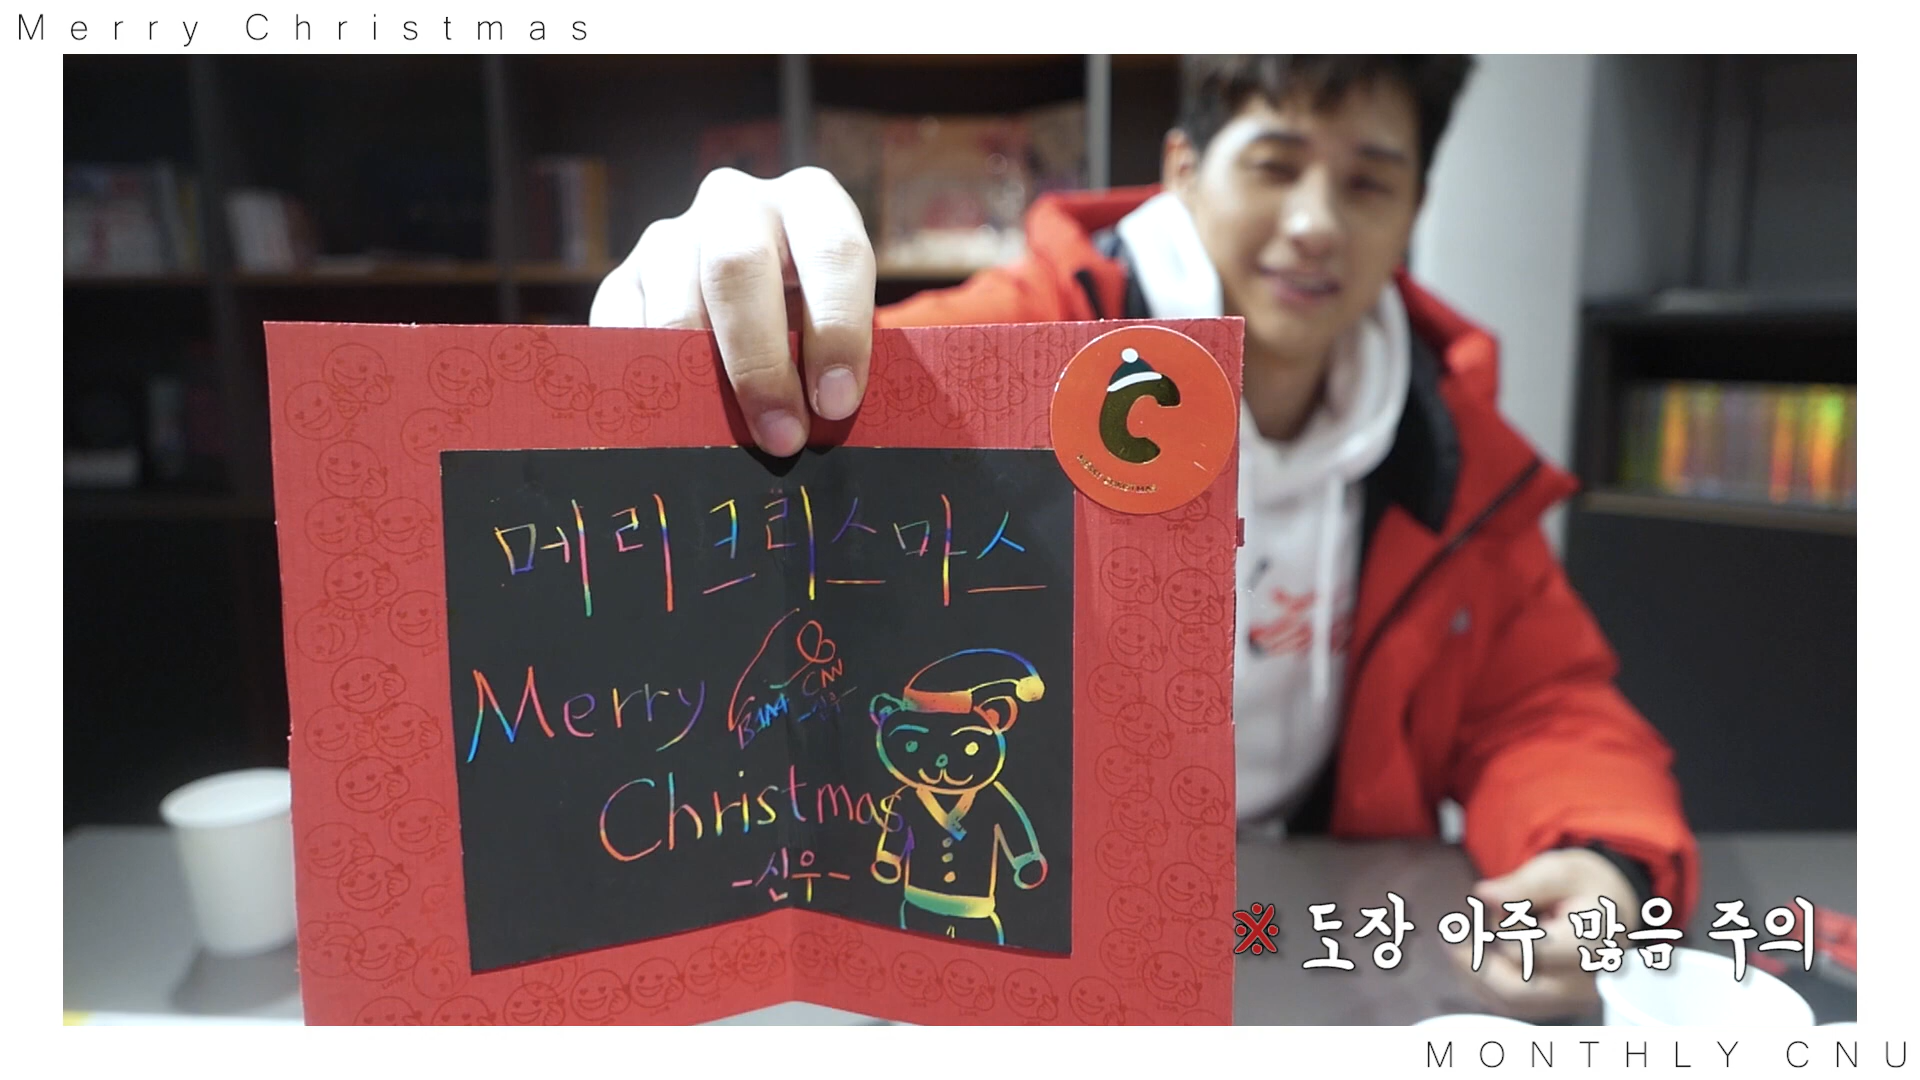 Merry Christmas
메리크리스마스
Merry
CNU
Christmas
-신우-
※ 도장 아주 많음 주의
MONTHLY CNU